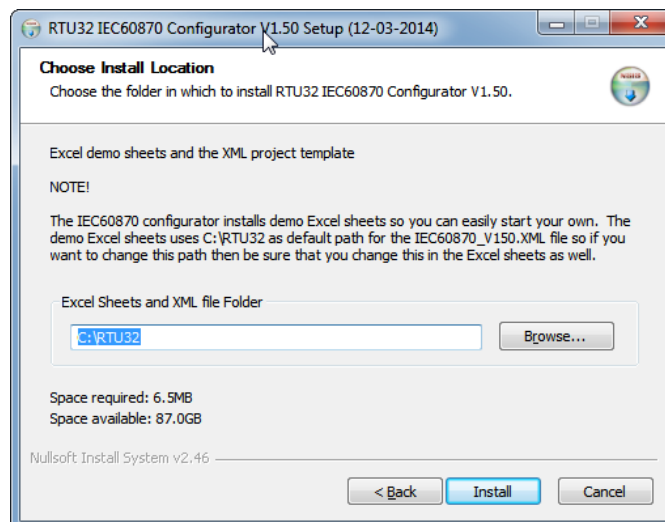 RTU32 IEC60870 Configurator V1.50 Setup (12-03-2014)
Choose Install Location
Choose the folder in which to install RTU32 IEC60870 Configurator V1.50.
Excel demo sheets and the XML project template
NOTE!
The IEC60870 configurator installs demo Excel sheets so you can easily start your own. The
demo Excel sheets uses C:\RTU32 as default path for the IEC60870_V150.XML file so if you
want to change this path then be sure that you change this in the Excel sheets as well.
Excel Sheets and XML file Folder
C:\RTU32
Browse...
Space required: 6.5MB
Space available: 87.0GB
Nullsoft Install System v2.46
< Back
Install
Cancel